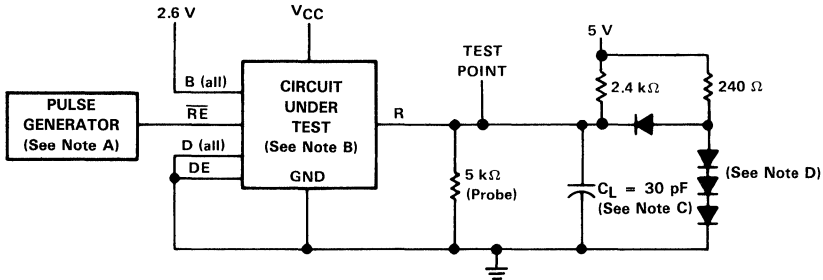 2.6 V
VCC
5 V
TEST
POINT
2.4 kΩ
240 Ω
B (all)
CIRCUIT
UNDER
TEST
(See Note B)
PULSE
GENERATOR
(See Note A)
RE
R
D (all)
DE
GND
5 kΩ
(Probe)
CL = 30 pF
(See Note C)
(See Note D)